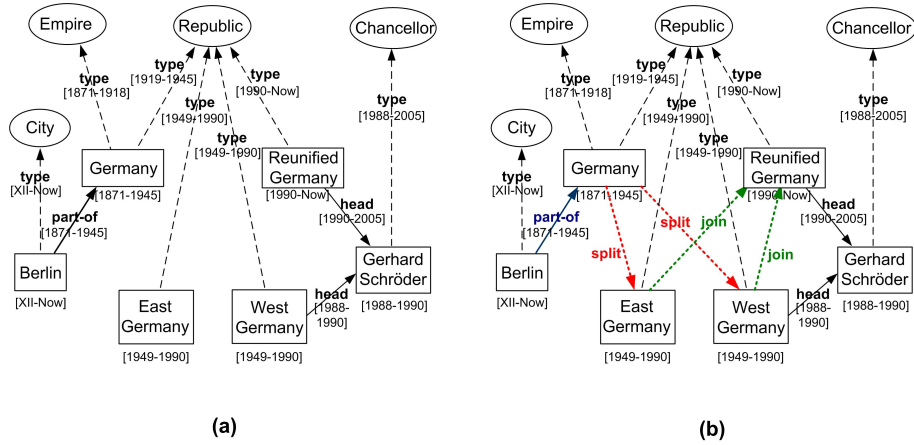 Empire
Republic
Chancellor
type
[1871-1918]
type
[1919-1945]
type
[1990-Now]
type
[1949-1990]
type
[1988-2005]
City
type
[XII-Now]
Germany
[1871-1945]
type
[1949-1990]
Reunified
Germany
[1990-Now]
part-of
[1871-1945]
head
[1990-2005]
Berlin
[XII-Now]
Gerhard
Schröder
[1988-1990]
East
Germany
[1949-1990]
West
Germany
[1949-1990]
head
[1988-
1990]
(a)
Empire
Republic
Chancellor
type
[1871-1918]
type
[1919-1945]
type
[1990-Now]
type
[1949-1990]
type
[1988-2005]
City
type
[XII-Now]
Germany
[1871-1945]
type
[1949-1990]
Reunified
Germany
[1990-Now]
part-of
[1871-1945]
split
split
join
join
head
[1990-2005]
Berlin
[XII-Now]
Gerhard
Schröder
[1988-1990]
East
Germany
[1949-1990]
West
Germany
[1949-1990]
head
[1988-
1990]
(b)